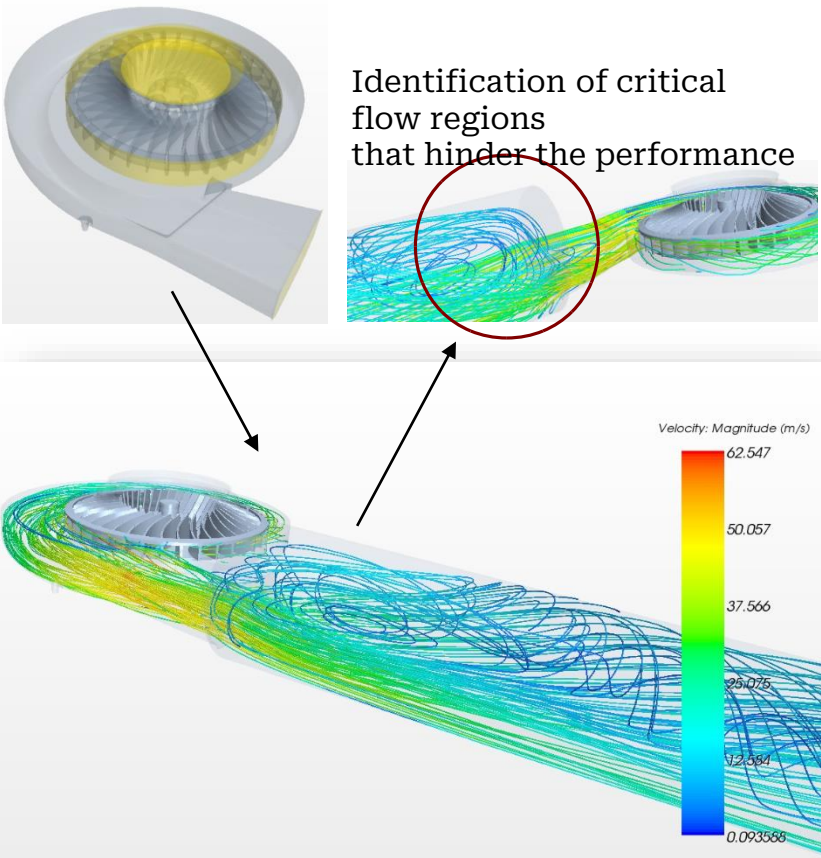 Identification of critical
flow regions
that hinder the performance
Velocity: Magnitude (m/s)
62.547
50.057
37.566
25.075
12.584
0.093588